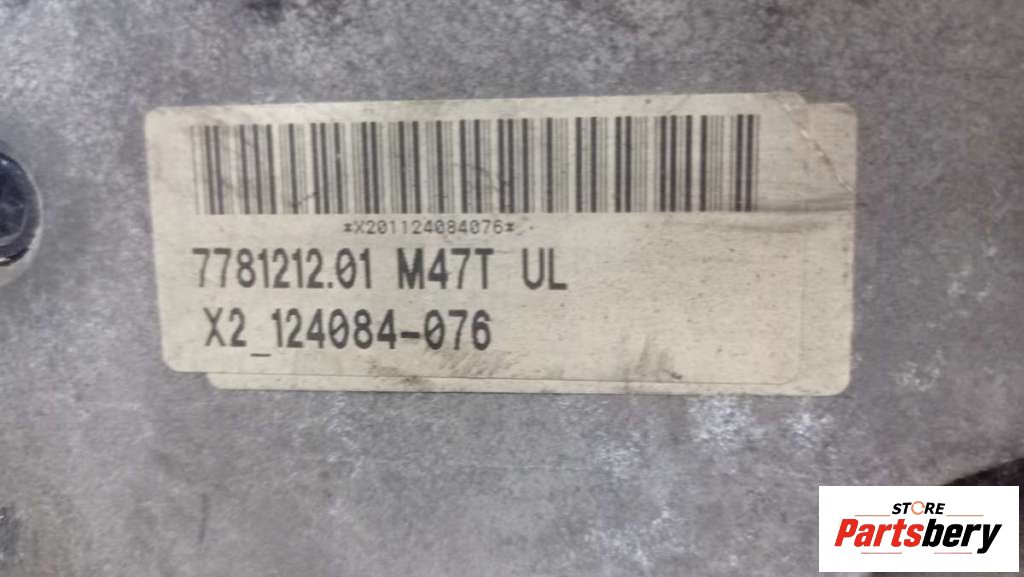 *X201124084076*
7781212.01 M47T UL
X2_124084-076
STORE
Partsbery